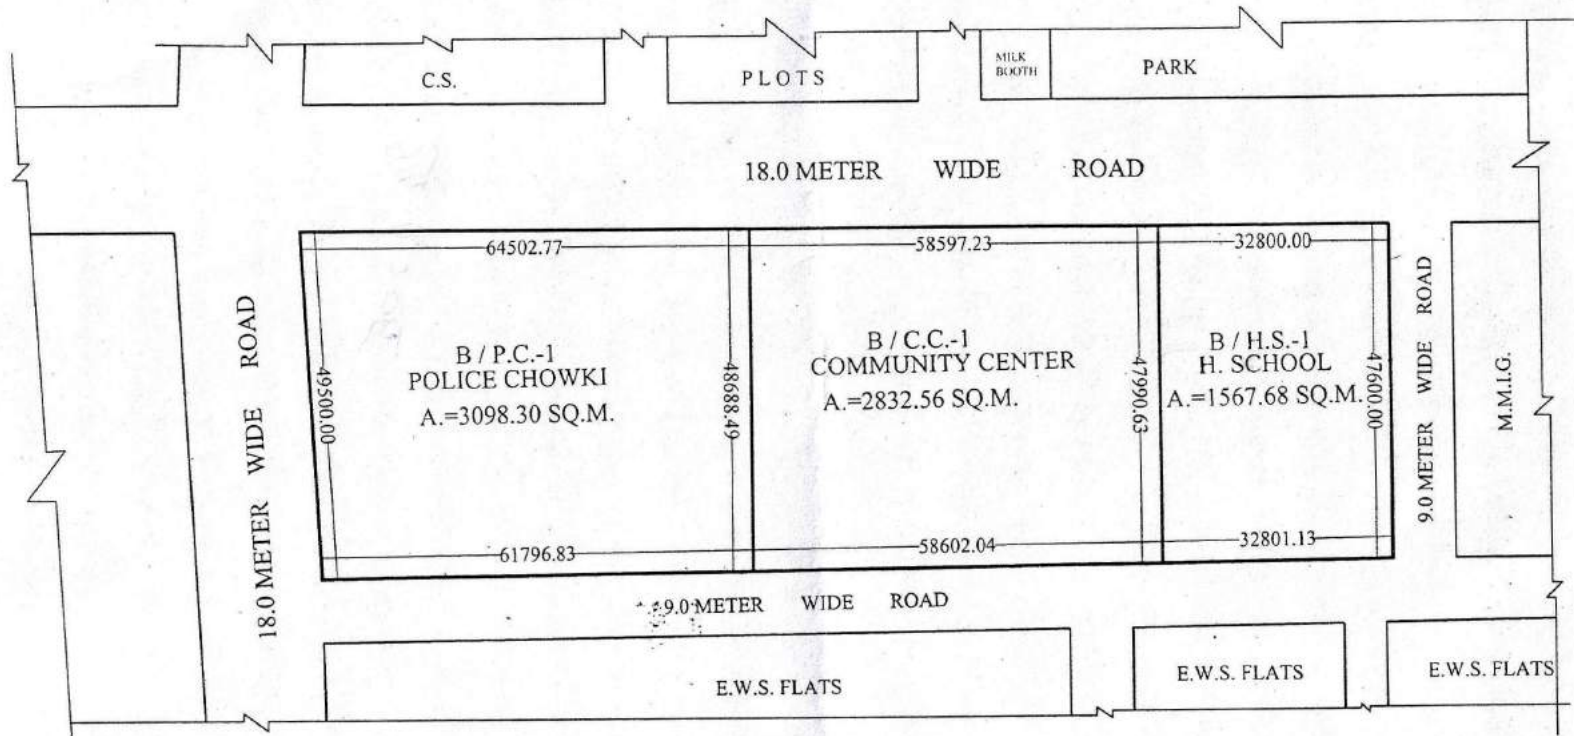 C.S.
PLOTS
MILK
BOOTH
PARK
18.0 METER WIDE ROAD
64502.77
58597.23
32800.00
18.0 METER WIDE ROAD
49500.00
B / P.C.-1
POLICE CHOWKI
A.=3098.30 SQ.M.
48688.49
B / C.C.-1
COMMUNITY CENTER
A.=2832.56 SQ.M.
47990.63
B / H.S.-1
H. SCHOOL
A.=1567.68 SQ.M.
47600.00
9.0 METER WIDE ROAD
M.M.I.G.
61796.83
58602.04
32801.13
9.0 METER WIDE ROAD
E.W.S. FLATS
E.W.S. FLATS
E.W.S. FLATS